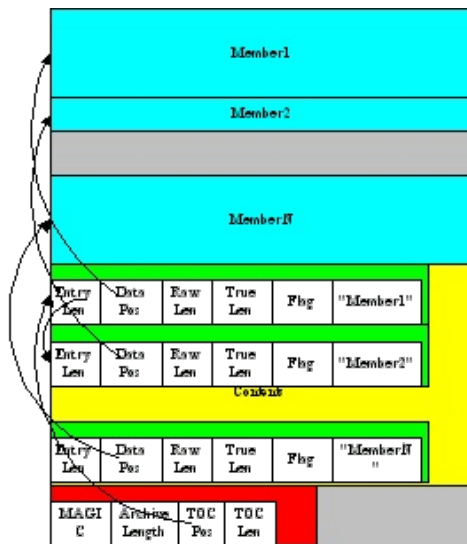 Member1
Member2
MemberN
Entry Data Raw True Flag "Member1"
Len Pos Len Len
Entry Data Raw True Flag "Member2"
Len Pos Len Len
Contents
Entry Data Raw True Flag "MemberN
Len Pos Len Len "
MAGI Archive TOC TOC
C Length Pos Len